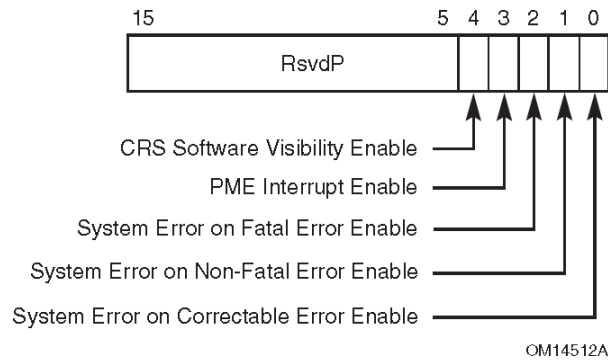 15 5 4 3 2 1 0
RsvdP
CRS Software Visibility Enable
PME Interrupt Enable
System Error on Fatal Error Enable
System Error on Non-Fatal Error Enable
System Error on Correctable Error Enable
OM14512A